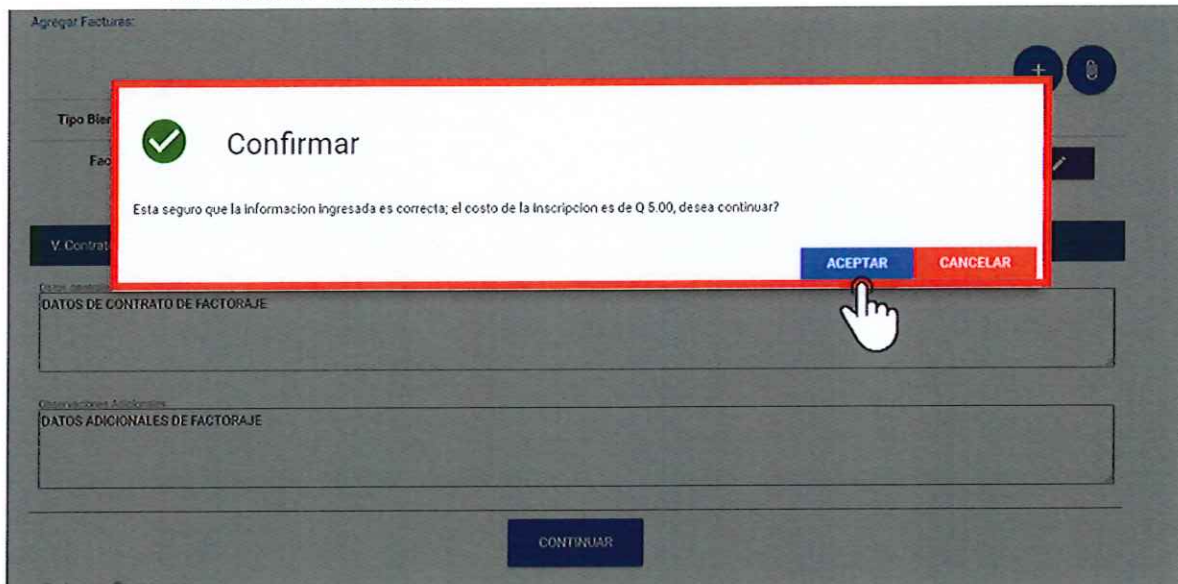 Agregar Facturas:
Tipo Bien
Fac
Confirmar
Esta seguro que la informacion ingresada es correcta; el costo de la inscripcion es de Q 5.00, desea continuar?
ACEPTAR
CANCELAR
V. Contrat
DATOS DE CONTRATO DE FACTORAJE
Observaciones Adicionales
DATOS ADICIONALES DE FACTORAJE
CONTINUAR